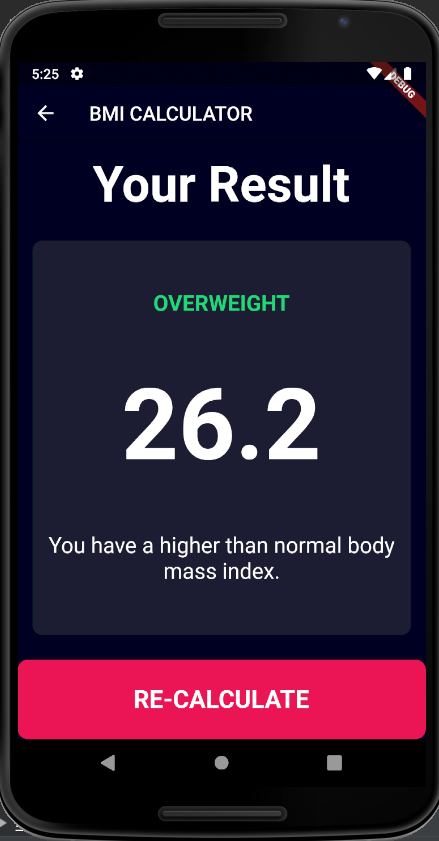 5:25
DEBUG
BMI CALCULATOR
Your Result
OVERWEIGHT
26.2
You have a higher than normal body
mass index.
RE-CALCULATE